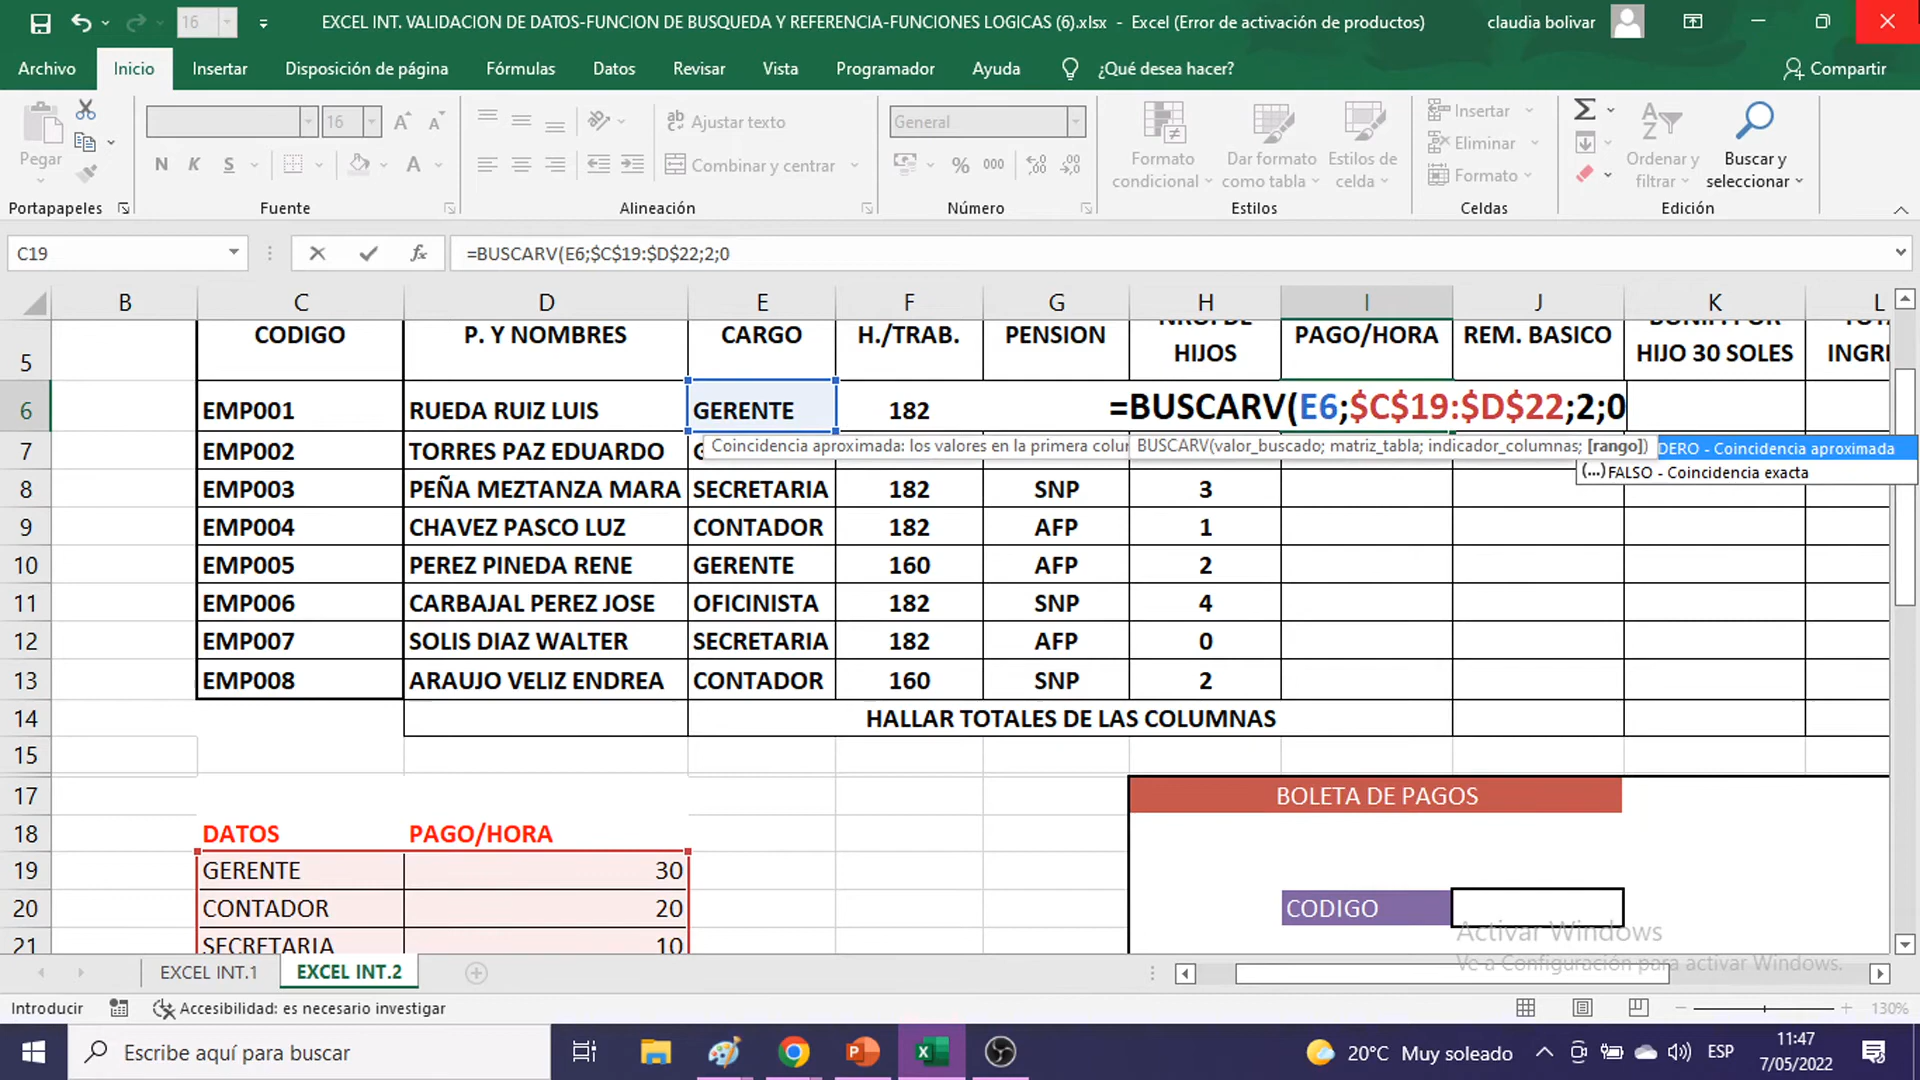 16
EXCEL INT. VALIDACION DE DATOS-FUNCION DE BUSQUEDA Y REFERENCIA-FUNCIONES LOGICAS (6).xlsx - Excel (Error de activación de productos)
claudia bolivar
Archivo Inicio Insertar Disposición de página Fórmulas Datos Revisar Vista Programador Ayuda ¿Qué desea hacer? Compartir
Pegar
Portapapeles
16
N K S
Fuente
Ajustar texto
Combinar y centrar
Alineación
General
% 000
Número
Formato condicional
Dar formato como tabla
Estilos de celda
Estilos
Insertar
Eliminar
Formato
Celdas
Ordenar y filtrar
Buscar y seleccionar
Edición
C19 fx =BUSCARV(E6;$C$19:$D$22;2;0
B C D E F G H I J K L
5 CODIGO P. Y NOMBRES CARGO H./TRAB. PENSION HIJOS PAGO/HORA REM. BASICO HIJO 30 SOLES INGRI
6 EMP001 RUEDA RUIZ LUIS GERENTE 182 =BUSCARV(E6;$C$19:$D$22;2;0
Coincidencia aproximada: los valores en la primera colur BUSCARV(valor_buscado; matriz_tabla; indicador_columnas; [rango]) DERO - Coincidencia aproximada
(...)FALSO - Coincidencia exacta
7 EMP002 TORRES PAZ EDUARDO
8 EMP003 PEÑA MEZTANZA MARA SECRETARIA 182 SNP 3
9 EMP004 CHAVEZ PASCO LUZ CONTADOR 182 AFP 1
10 EMP005 PEREZ PINEDA RENE GERENTE 160 AFP 2
11 EMP006 CARBAJAL PEREZ JOSE OFICINISTA 182 SNP 4
12 EMP007 SOLIS DIAZ WALTER SECRETARIA 182 AFP 0
13 EMP008 ARAUJO VELIZ ENDREA CONTADOR 160 SNP 2
14 HALLAR TOTALES DE LAS COLUMNAS
15
17 BOLETA DE PAGOS
18 DATOS PAGO/HORA
19 GERENTE 30
20 CONTADOR 20 CODIGO
21 SECRETARIA 10
Activar Windows
Ve a Configuración para activar Windows.
EXCEL INT.1 EXCEL INT.2
Introducir Accesibilidad: es necesario investigar 130%
Escribe aquí para buscar
20°C Muy soleado ESP
11:47
7/05/2022